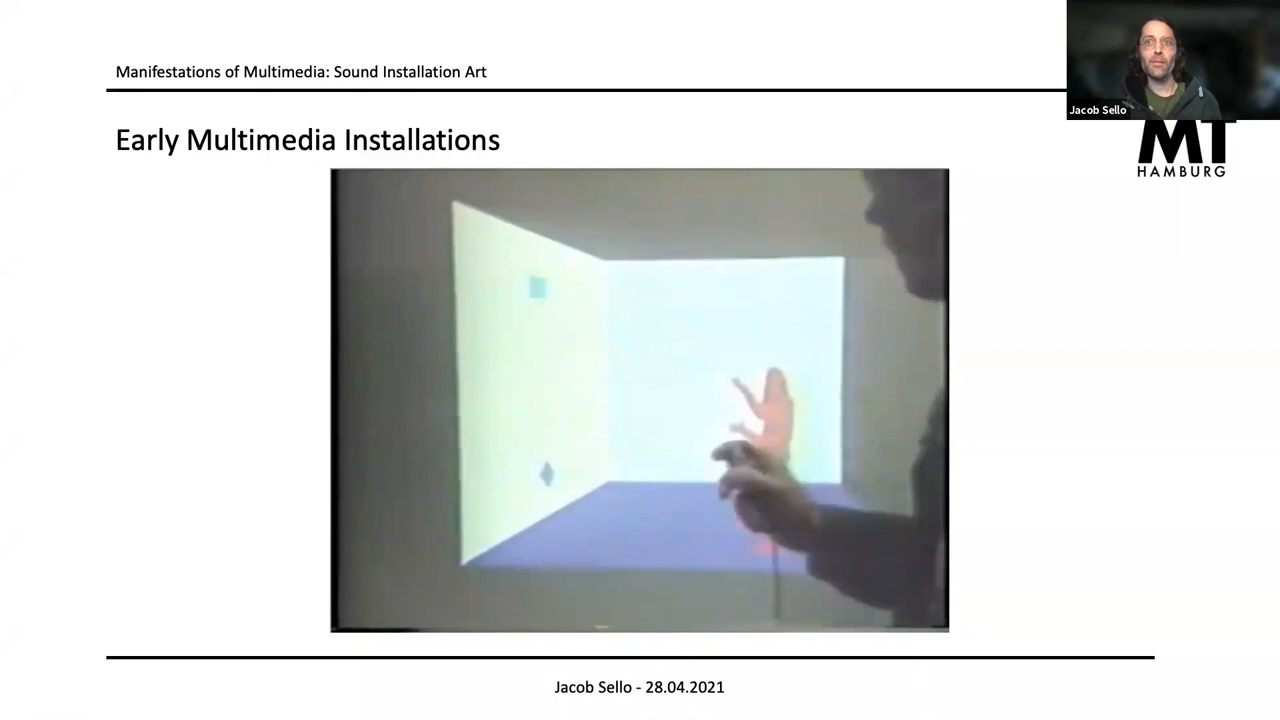 Manifestations of Multimedia: Sound Installation Art
Jacob Sello
Early Multimedia Installations
MT
HAMBURG
Jacob Sello - 28.04.2021